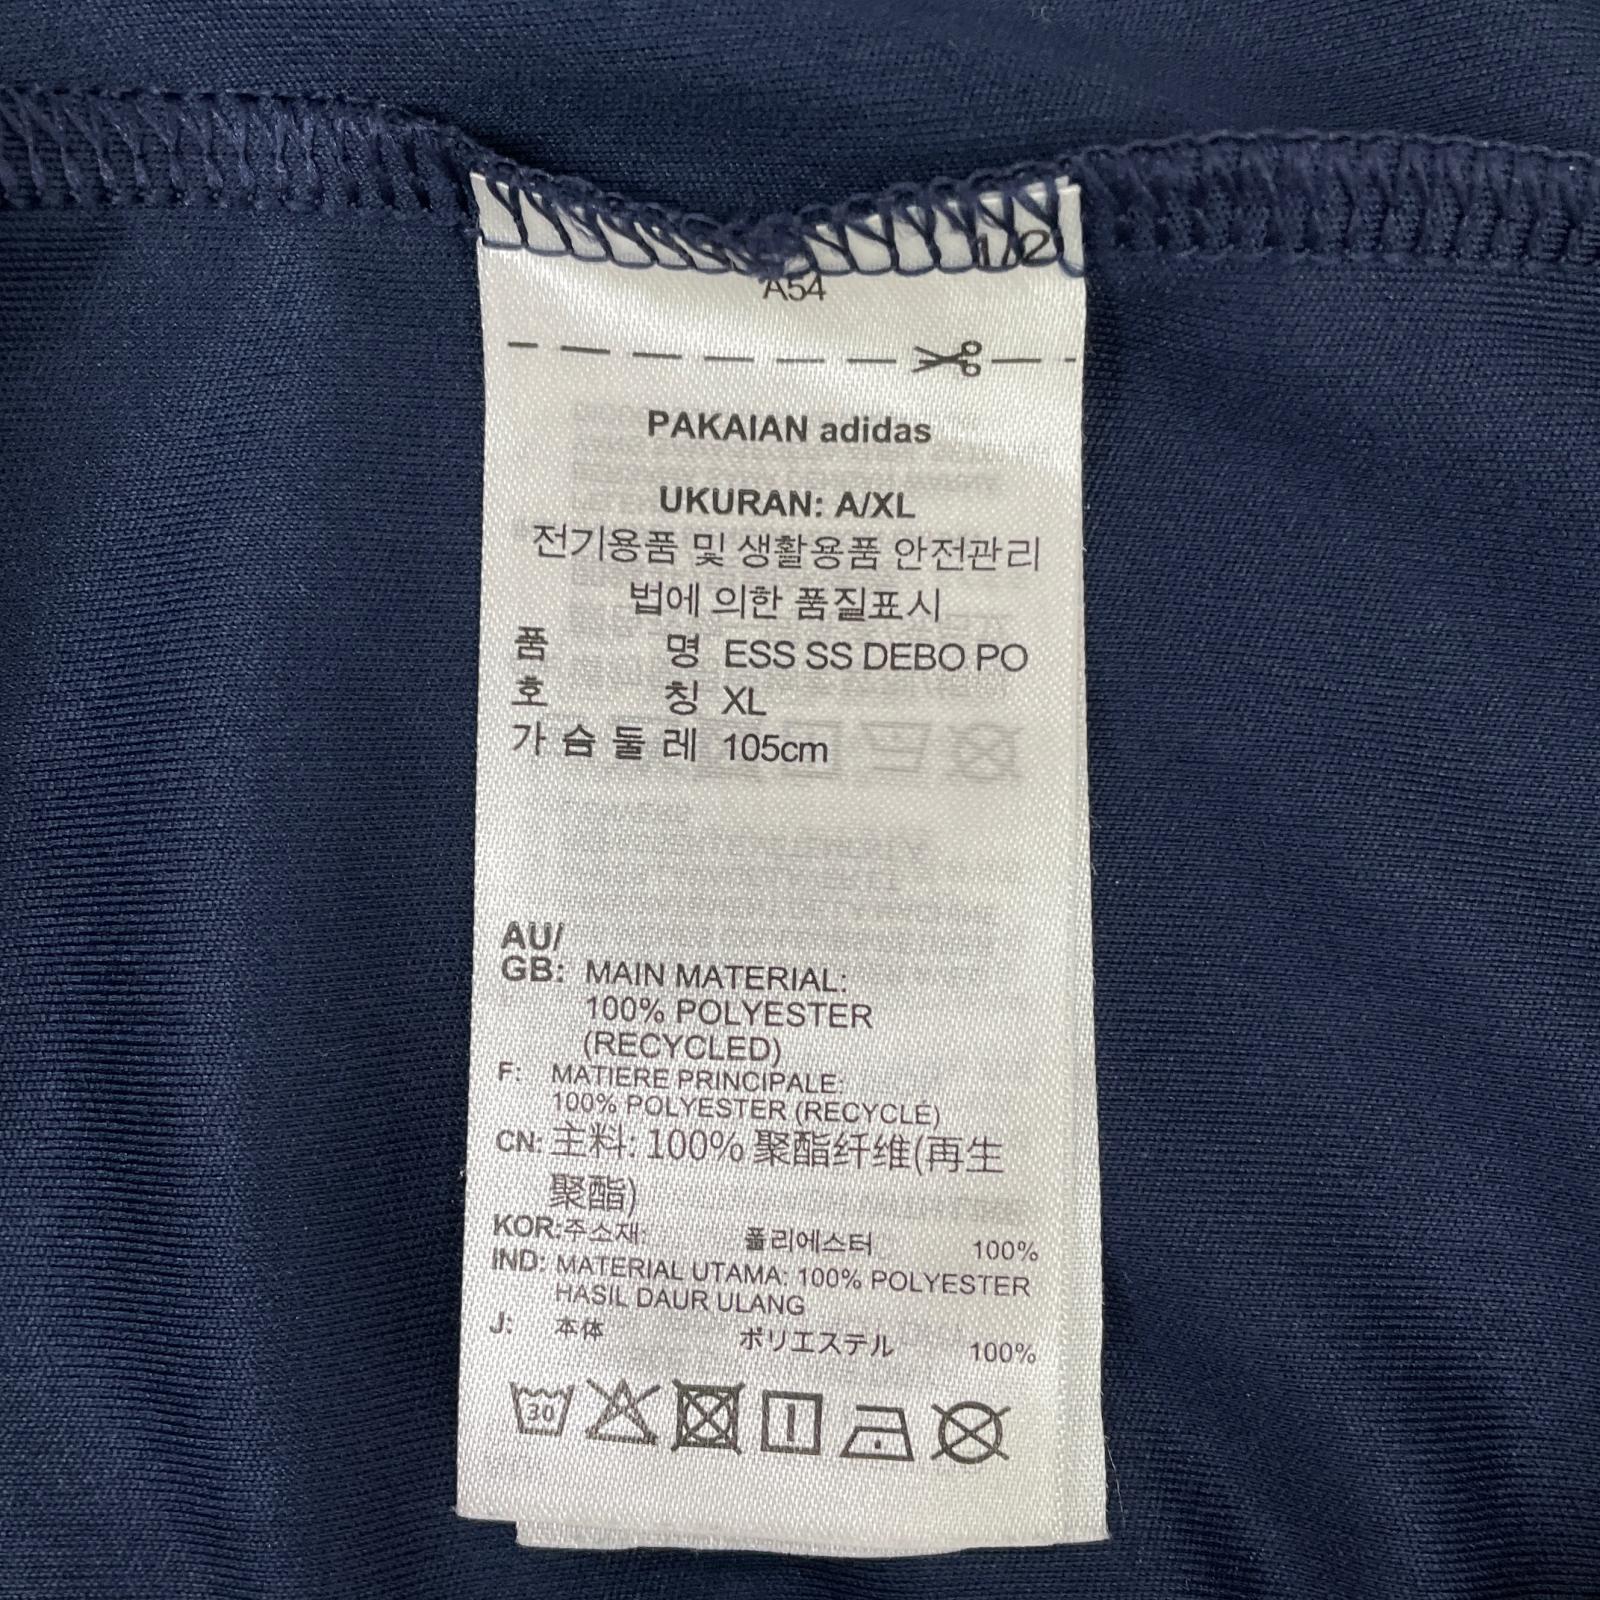 1/2
A54
PAKAIAN adidas
UKURAN: A/XL
전기용품 및 생활용품 안전관리
법에 의한 품질표시
품 명 ESS SS DEBO PO
호 칭 XL
가 슴 둘 레 105cm
AU/
GB: MAIN MATERIAL:
100% POLYESTER
(RECYCLED)
F: MATIERE PRINCIPALE:
100% POLYESTER (RECYCLÉ)
CN: 主料: 100% 聚酯纤维(再生
聚酯)
KOR: 주소재: 폴리에스터 100%
IND: MATERIAL UTAMA: 100% POLYESTER
HASIL DAUR ULANG
J: 本体 ポリエステル 100%
30